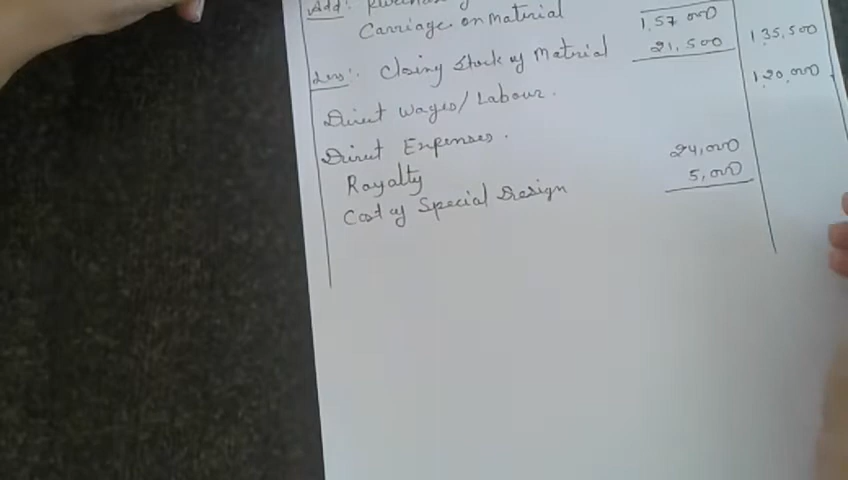 Add:
Carriage on Material 1,57,000
Less: Closing Stock of Material 21,500 1,35,500
Direct Wages/Labour. 1,20,000
Direct Expenses.
Royalty 24,000
Cost of Special Design 5,000